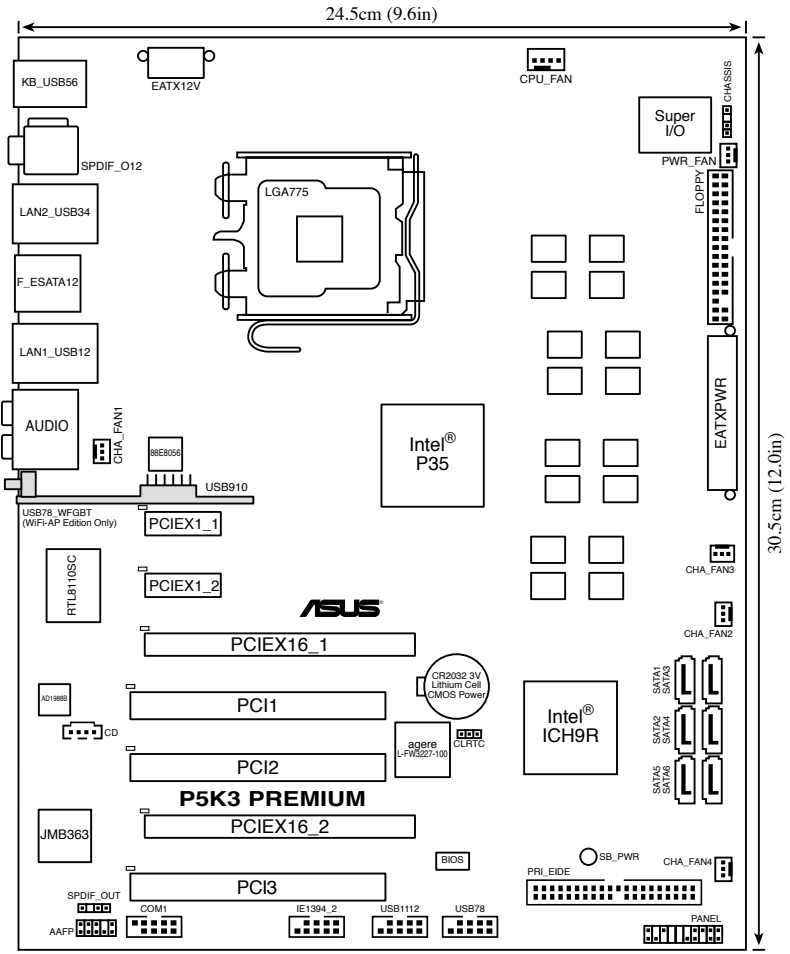 24.5cm (9.6in)
KB_USB56
EATX12V
CPU_FAN
CHASSIS
Super
I/O
PWR_FAN
SPDIF_O12
FLOPPY
LGA775
LAN2_USB34
F_ESATA12
LAN1_USB12
EATXPWR
AUDIO
CHA_FAN1
88E8056
Intel®
P35
30.5cm (12.0in)
USB910
USB78_WFGBT
(WiFi-AP Edition Only)
PCIEX1_1
CHA_FAN3
RTL8110SC
PCIEX1_2
ASUS
CHA_FAN2
PCIEX16_1
CR2032 3V
Lithium Cell
CMOS Power
SATA1
SATA3
AD1988B
PCI1
Intel®
ICH9R
CD
CLRTC
agere
L-FW3227-100
SATA2
SATA4
PCI2
SATA5
SATA6
P5K3 PREMIUM
PCIEX16_2
JMB363
BIOS
SB_PWR
CHA_FAN4
PRI_EIDE
PCI3
SPDIF_OUT
COM1
IE1394_2
USB1112
USB78
PANEL
AAFP